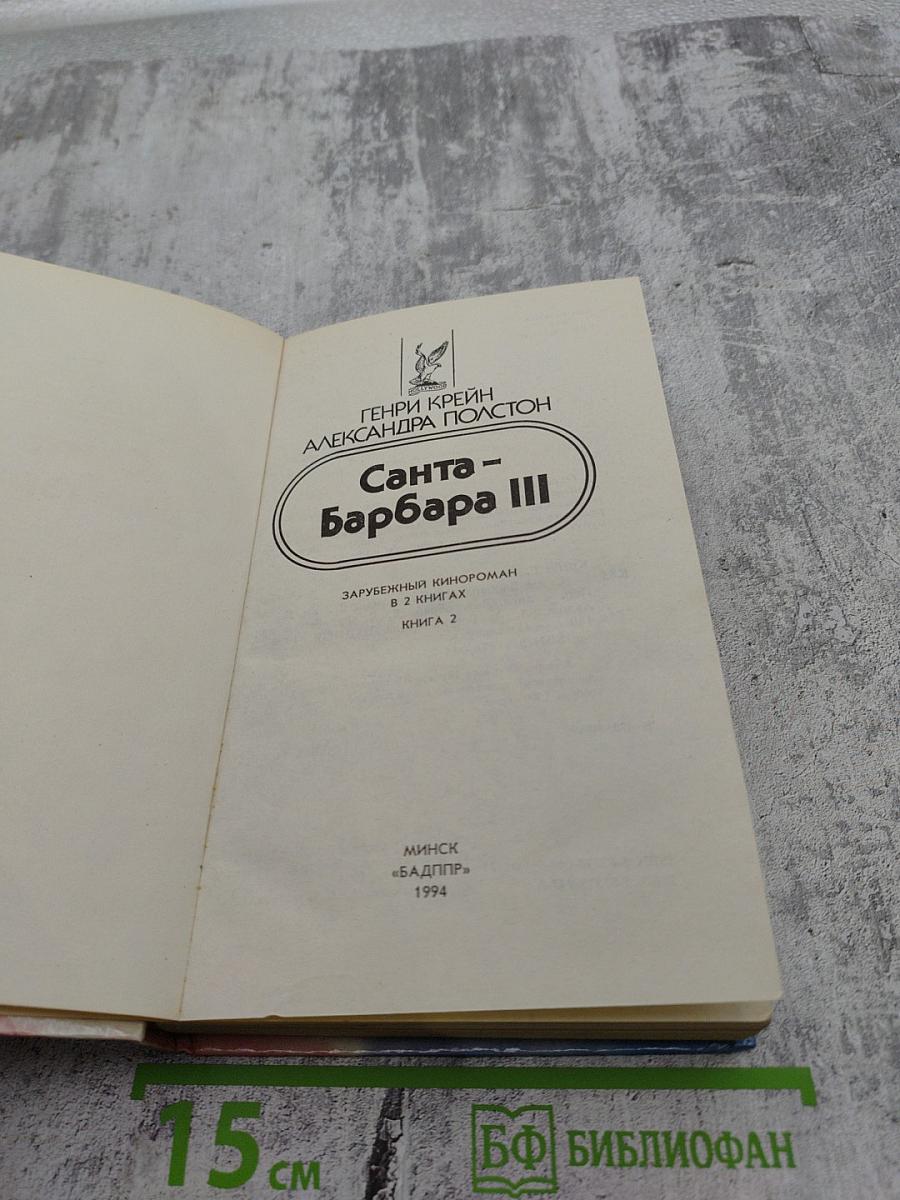 HOLLYWOOD
ГЕНРИ КРЕЙН
АЛЕКСАНДРА ПОЛСТОН
Санта-
Барбара III
ЗАРУБЕЖНЫЙ КИНОРОМАН
В 2 КНИГАХ
КНИГА 2
МИНСК
«БАДППР»
1994
15 см
БФ БИБЛИОФАН